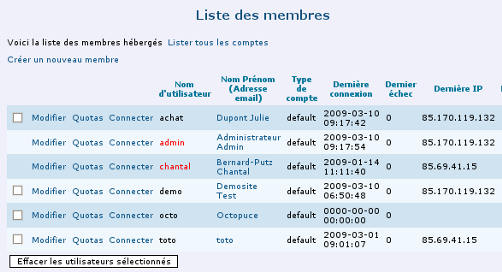 Liste des membres
Voici la liste des membres hébergés Lister tous les comptes
Créer un nouveau membre
Nom d'utilisateur Nom Prénom (Adresse email) Type de compte Dernière connexion Dernier échec Dernière IP
Modifier Quotas Connecter achat Dupont Julie default 2009-03-10 09:17:42 0 85.170.119.132
Modifier Quotas Connecter admin Administrateur Admin default 2009-03-10 09:17:54 0 85.170.119.132
Modifier Quotas Connecter chantal Bernard-Putz Chantal default 2009-01-14 11:11:40 0 85.69.41.15
Modifier Quotas Connecter demo Demosite Test default 2009-03-10 06:50:48 0 85.170.119.132
Modifier Quotas Connecter octo Octopuce default 0000-00-00 00:00:00 0
Modifier Quotas Connecter toto toto default 2009-03-01 09:01:07 0 85.69.41.15
Effacer les utilisateurs sélectionnés